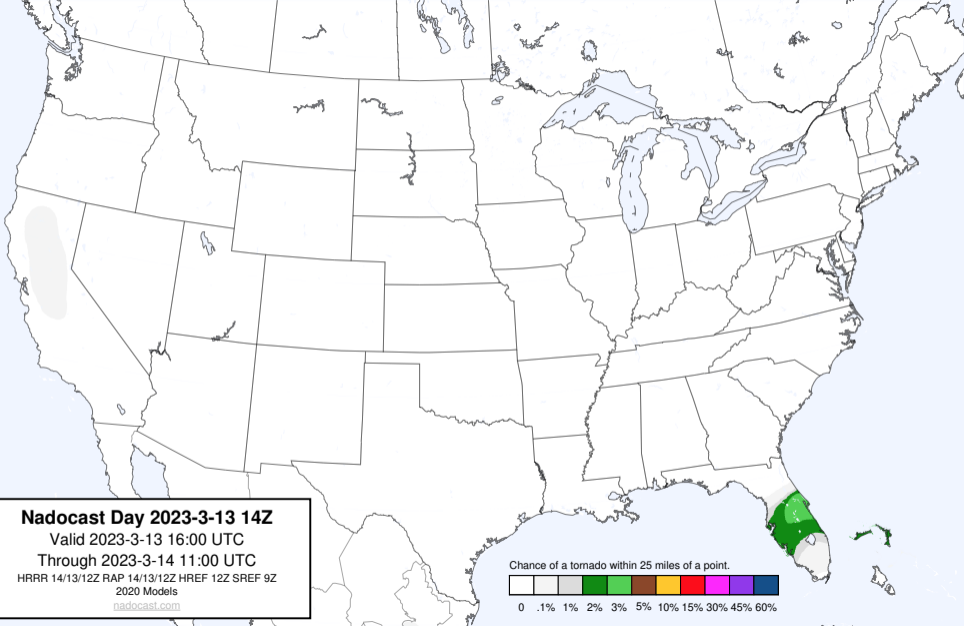 Nadocast Day 2023-3-13 14Z
Valid 2023-3-13 16:00 UTC
Through 2023-3-14 11:00 UTC
HRRR 14/13/12Z RAP 14/13/12Z HREF 12Z SREF 9Z
2020 Models
nadocast.com
Chance of a tornado within 25 miles of a point.
0 .1% 1% 2% 3% 5% 10% 15% 30% 45% 60%